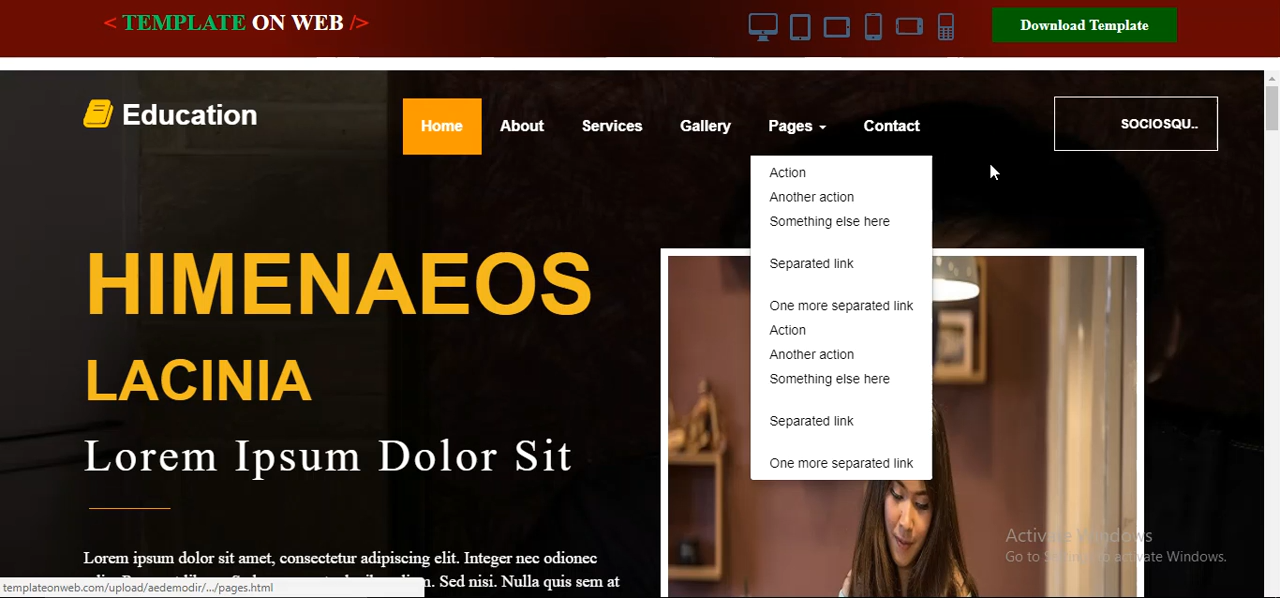 < TEMPLATE ON WEB />
Download Template
Education
Home About Services Gallery Pages Contact
SOCIOSQU..
Action
Another action
Something else here
Separated link
One more separated link
Action
Another action
Something else here
Separated link
One more separated link
HIMENAEOS
LACINIA
Lorem Ipsum Dolor Sit
Lorem ipsum dolor sit amet, consectetur adipiscing elit. Integer nec odionec
Sed nisi. Nulla quis sem at
Activate Windows
Go to Settings to activate Windows.
templateonweb.com/upload/aedemodir/.../pages.html